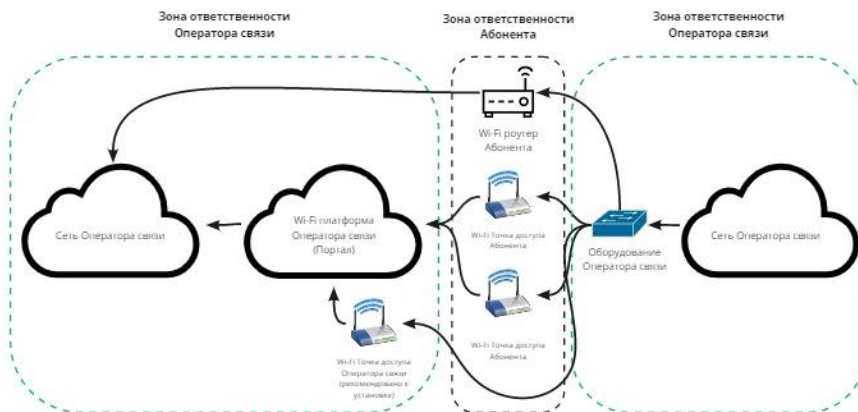 Зона ответственности
Оператора связи
Зона ответственности
Абонента
Зона ответственности
Оператора связи
Wi-Fi роутер
Абонента
Сеть Оператора связи
Wi-Fi платформа
Оператора связи
(Портал)
Wi-Fi Точка доступа
Абонента
Оборудование
Оператора связи
Сеть Оператора связи
Wi-Fi Точка доступа
Абонента
Wi-Fi Точка доступа
Оператора связи
(рекомендовано к
установке)